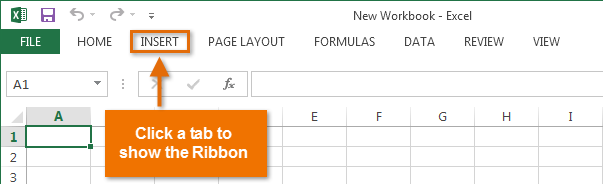 New Workbook - Excel
FILE HOME INSERT PAGE LAYOUT FORMULAS DATA REVIEW VIEW
A1 fx
A E F G H I
1
Click a tab to
show the Ribbon
2
3